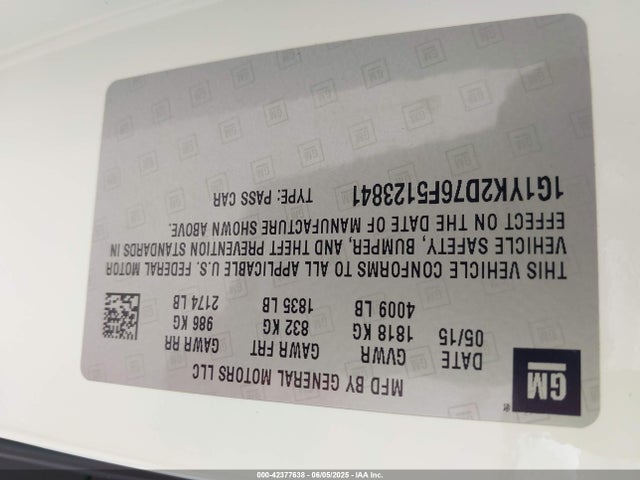 GM
MFD BY GENERAL MOTORS LLC
DATE GVWR GAWR FRT GAWR RR
05/15 1818 KG 832 KG 986 KG
4009 LB 1835 LB 2174 LB
THIS VEHICLE CONFORMS TO ALL APPLICABLE U.S. FEDERAL MOTOR
VEHICLE SAFETY, BUMPER, AND THEFT PREVENTION STANDARDS IN
EFFECT ON THE DATE OF MANUFACTURE SHOWN ABOVE.
1G1YK2D76F5123841 TYPE: PASS CAR
000-42377638 - 06/05/2025 - IAA Inc.